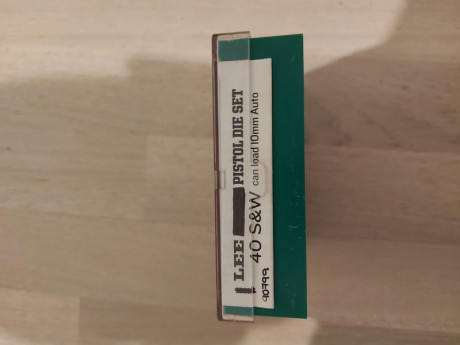 LEE PISTOL DIE SET
40 S&W can load 10mm Auto
90799